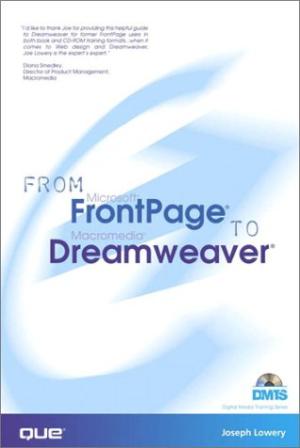 "I'd like to thank Joe for providing this helpful guide
to Dreamweaver for former FrontPage users in
both book and CD-ROM training formats, when it
comes to Web design and Dreamweaver,
Joe Lowery is the expert's expert."
Diana Smedley,
Director of Product Management,
Macromedia
FROM
Microsoft®
FrontPage®
TO
Macromedia®
Dreamweaver®
DMTS
Digital Media Training Series
QUE®
Joseph Lowery